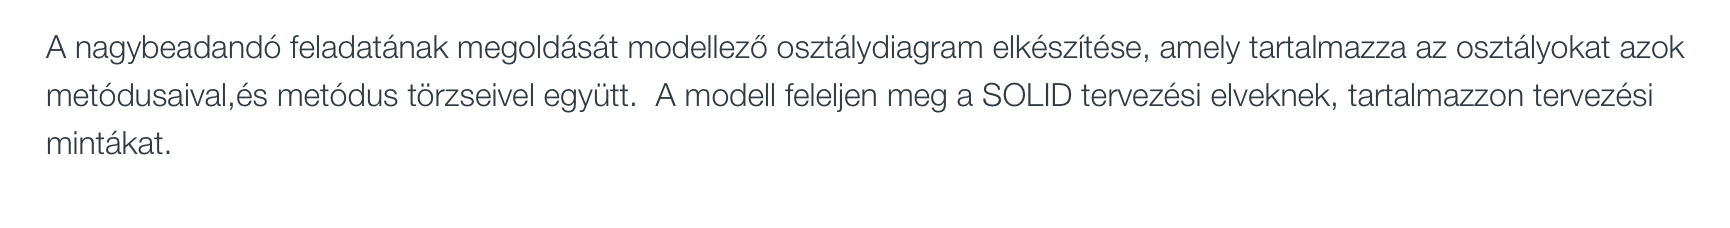 A nagybeadandó feladatának megoldását modellező osztálydiagram elkészítése, amely tartalmazza az osztályokat azok
metódusaival,és metódus törzseivel együtt.  A modell feleljen meg a SOLID tervezési elveknek, tartalmazzon tervezési
mintákat.